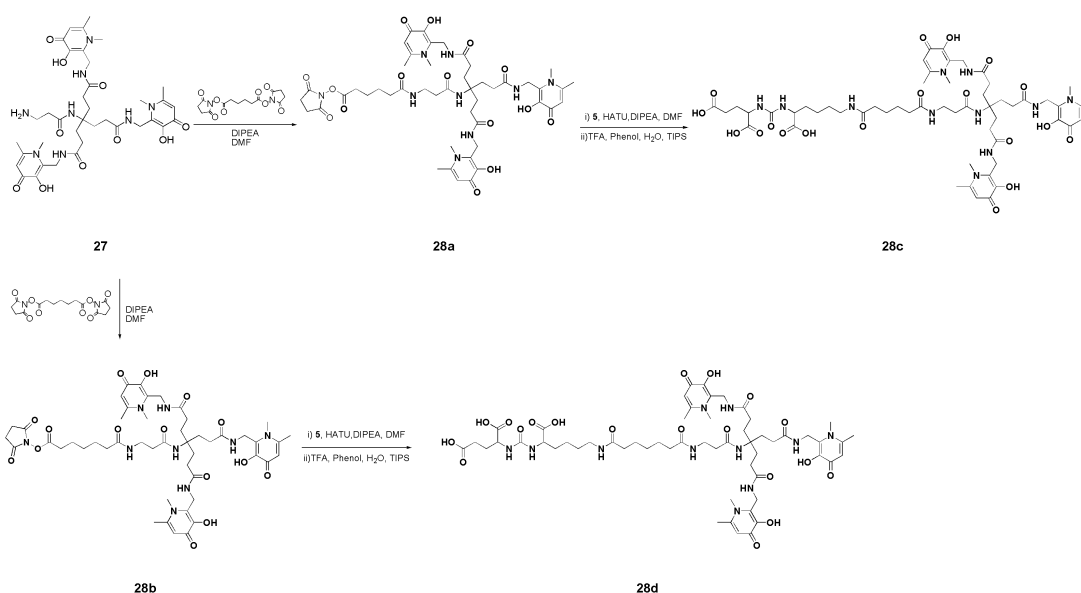 DIPEA
DMF
i) 5, HATU,DIPEA, DMF
ii)TFA, Phenol, H2O, TIPS
27
28a
28c
DIPEA
DMF
i) 5, HATU,DIPEA, DMF
ii)TFA, Phenol, H2O, TIPS
28b
28d